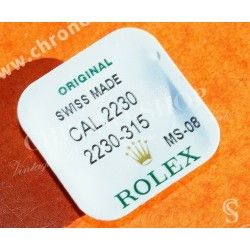 ORIGINAL
SWISS MADE
CAL 2230
2230-315
MS-08
ROLEX